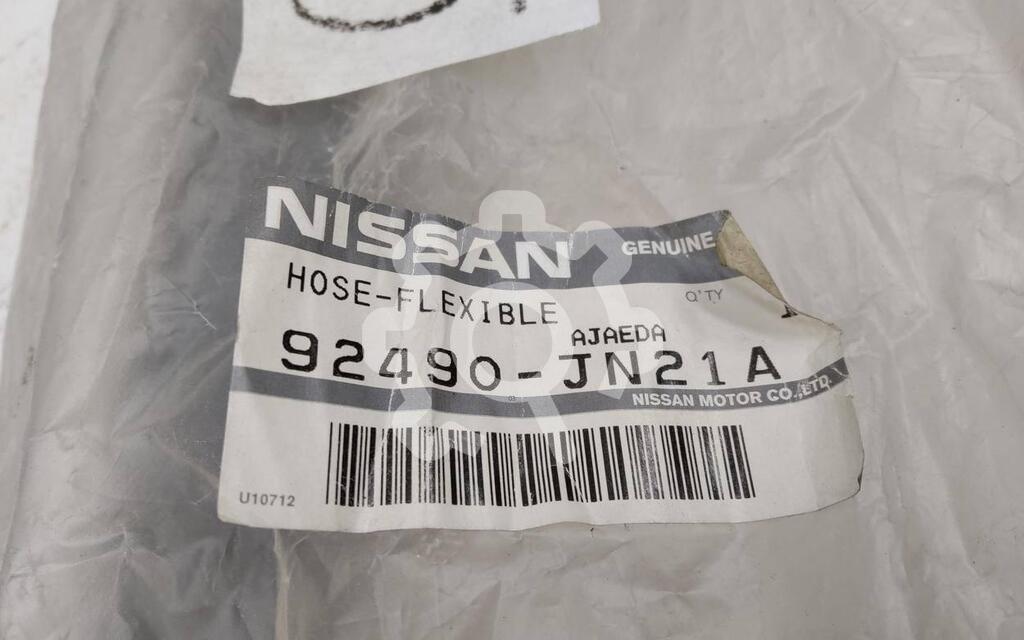 NISSAN GENUINE
HOSE-FLEXIBLE Q'TY
AJAEDA
92490-JN21A
NISSAN MOTOR CO.,LTD.
U10712